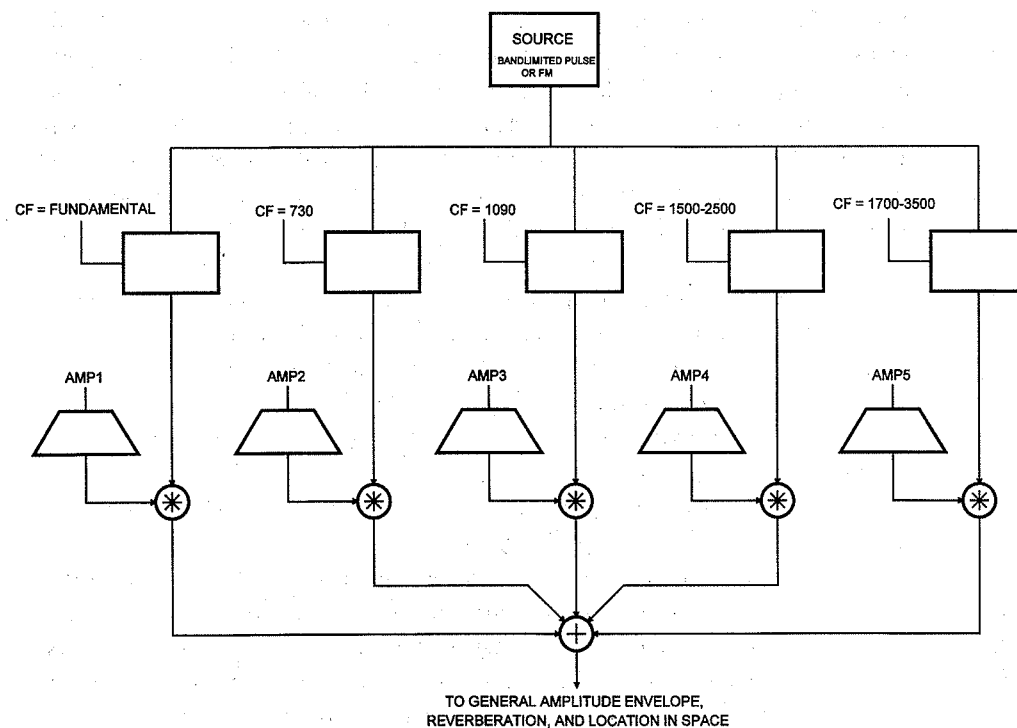 SOURCE
BANDLIMITED PULSE
OR FM
CF = FUNDAMENTAL
CF = 730
CF = 1090
CF = 1500-2500
CF = 1700-3500
AMP1
AMP2
AMP3
AMP4
AMP5
TO GENERAL AMPLITUDE ENVELOPE,
REVERBERATION, AND LOCATION IN SPACE